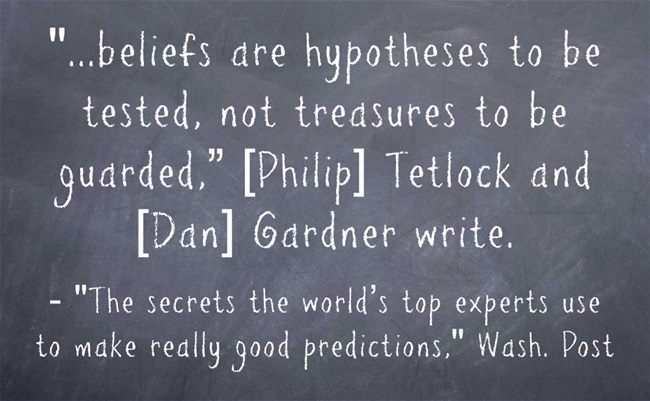 "...beliefs are hypotheses to be
tested, not treasures to be
guarded,” [Philip] Tetlock and
[Dan] Gardner write.
- "The secrets the world’s top experts use
to make really good predictions," Wash. Post